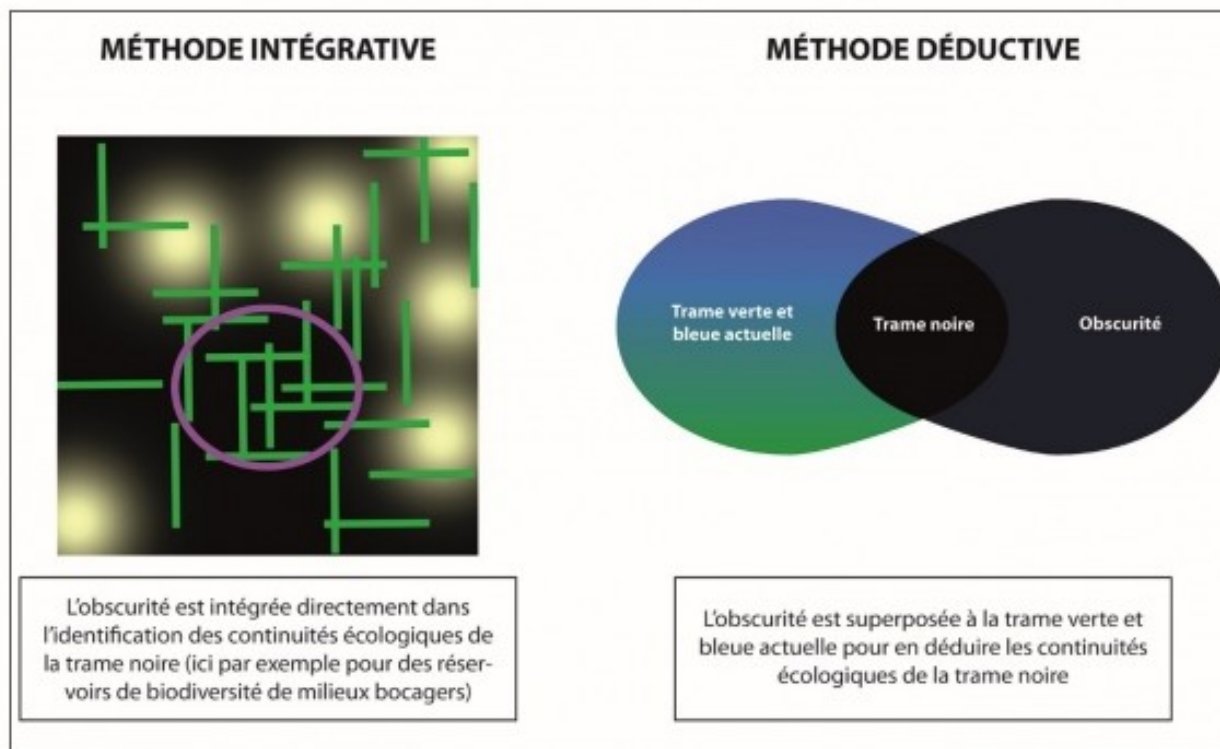 MÉTHODE INTÉGRATIVE
L'obscurité est intégrée directement dans
l'identification des continuités écologiques de
la trame noire (ici par exemple pour des réser-
voirs de biodiversité de milieux bocagers)
MÉTHODE DÉDUCTIVE
Trame verte et
bleue actuelle
Trame noire
Obscurité
L'obscurité est superposée à la trame verte et
bleue actuelle pour en déduire les continuités
écologiques de la trame noire